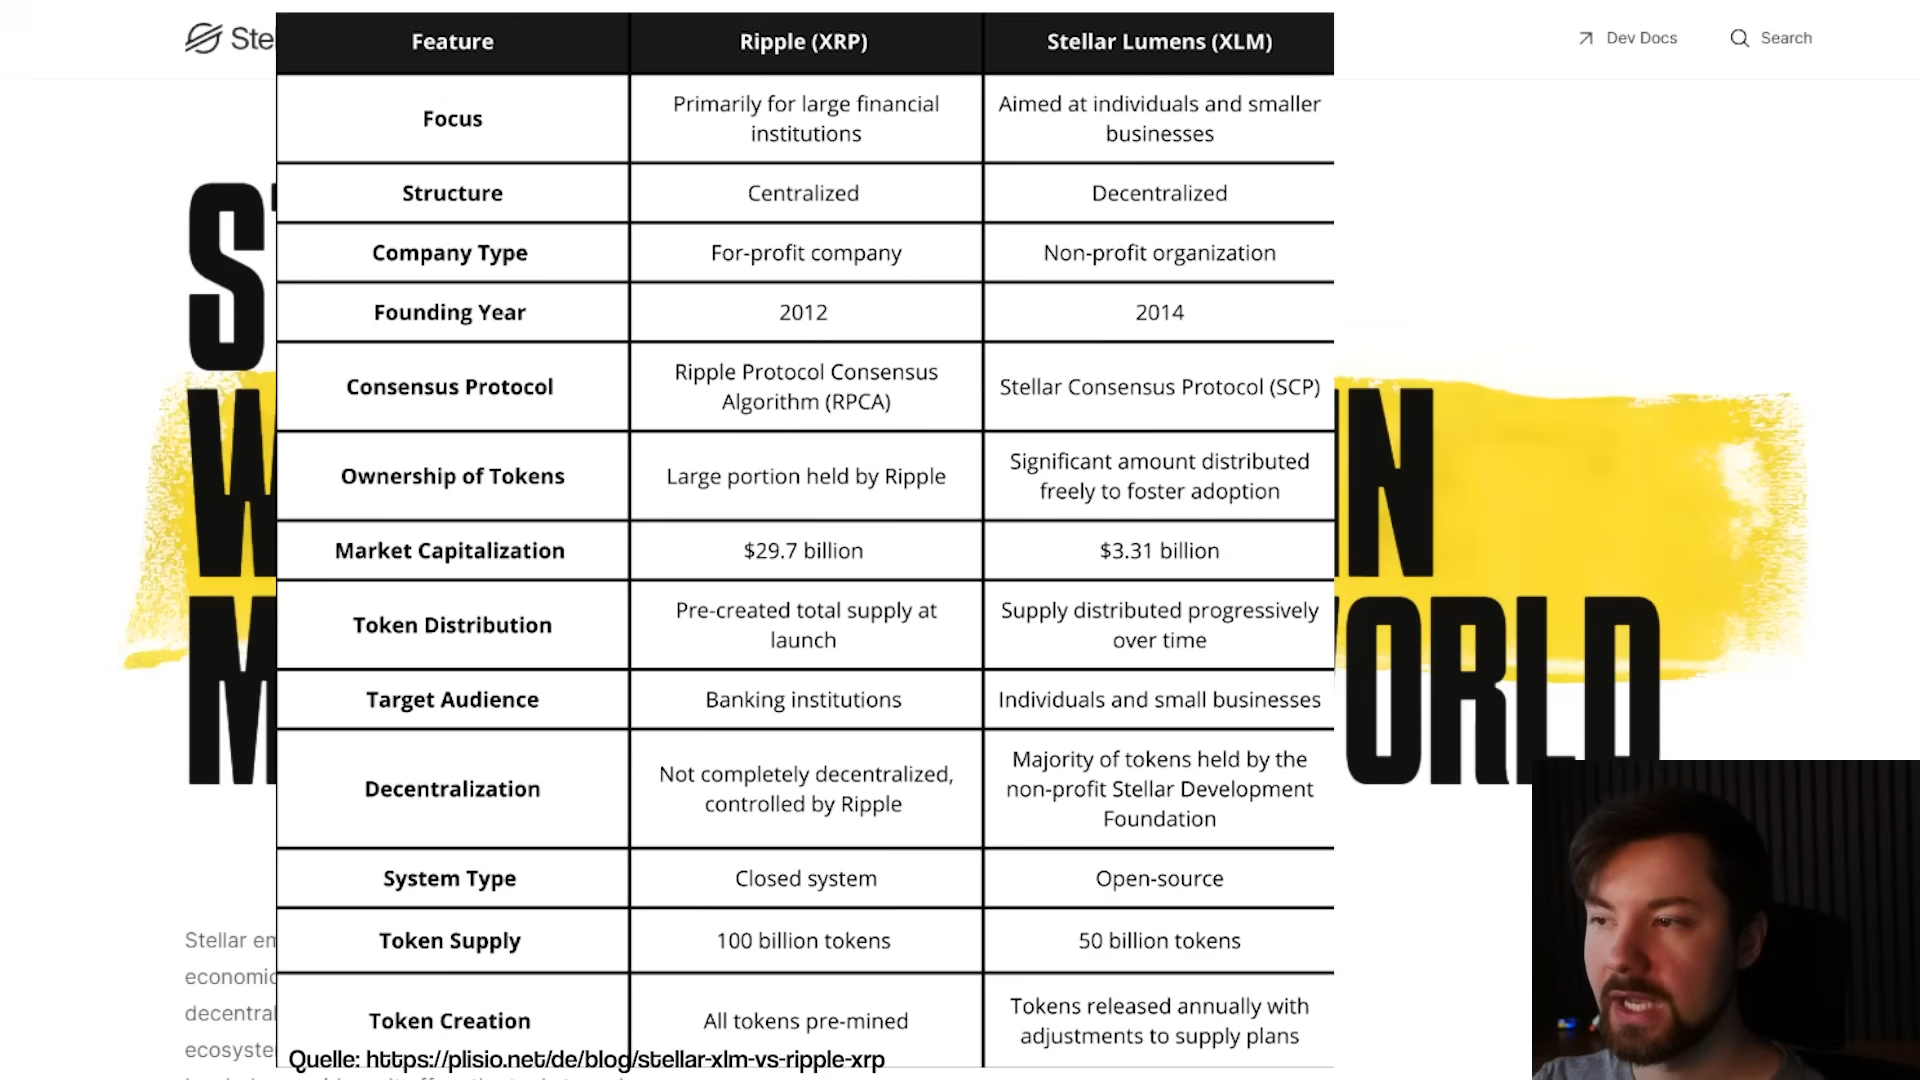 Ste
Dev Docs
Search
Feature
Ripple (XRP)
Stellar Lumens (XLM)
Focus
Primarily for large financial
institutions
Aimed at individuals and smaller
businesses
Structure
Centralized
Decentralized
Company Type
For-profit company
Non-profit organization
Founding Year
2012
2014
Consensus Protocol
Ripple Protocol Consensus
Algorithm (RPCA)
Stellar Consensus Protocol (SCP)
Ownership of Tokens
Large portion held by Ripple
Significant amount distributed
freely to foster adoption
Market Capitalization
$29.7 billion
$3.31 billion
Token Distribution
Pre-created total supply at
launch
Supply distributed progressively
over time
Target Audience
Banking institutions
Individuals and small businesses
Decentralization
Not completely decentralized,
controlled by Ripple
Majority of tokens held by the
non-profit Stellar Development
Foundation
System Type
Closed system
Open-source
Token Supply
100 billion tokens
50 billion tokens
Token Creation
All tokens pre-mined
Tokens released annually with
adjustments to supply plans
Quelle: https://plisio.net/de/blog/stellar-xlm-vs-ripple-xrp
S
W
N
M
ORLD
Stellar em
economic
decentral
ecosyste